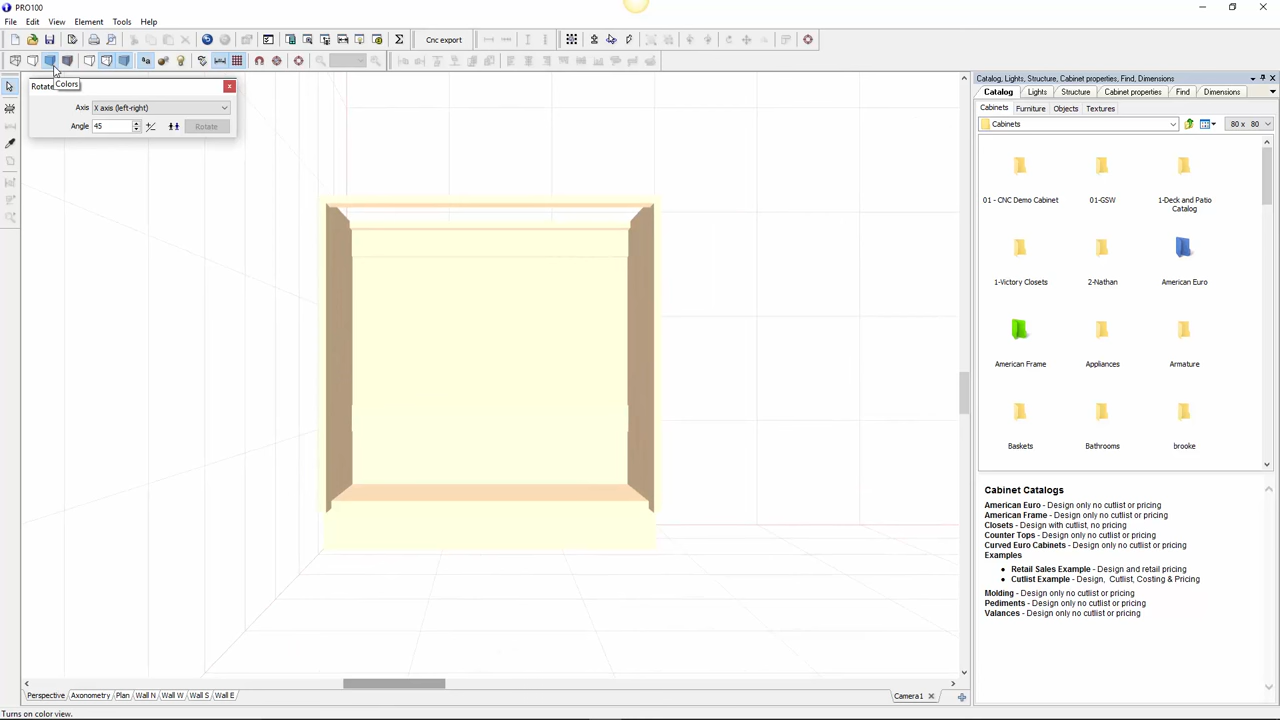 PRO100
File Edit View Element Tools Help
Cnc export
Rotate
Colors
Axis X axis (left-right)
Angle 45
Rotate
Catalog, Lights, Structure, Cabinet properties, Find, Dimensions
Catalog Lights Structure Cabinet properties Find Dimensions
Cabinets Furniture Objects Textures
Cabinets
80 x 80
01 - CNC Demo Cabinet
01-GSW
1-Deck and Patio Catalog
1-Victory Closets
2-Nathan
American Euro
American Frame
Appliances
Armature
Baskets
Bathrooms
brooke
Cabinet Catalogs
American Euro - Design only no cutlist or pricing
American Frame - Design only no cutlist or pricing
Closets - Design with cutlist, no pricing
Counter Tops - Design only no cutlist or pricing
Curved Euro Cabinets - Design only no cutlist or pricing
Examples
• Retail Sales Example - Design and retail pricing
• Cutlist Example - Design, Cutlist, Costing & Pricing
Molding - Design only no cutlist or pricing
Pediments - Design only no cutlist or pricing
Valances - Design only no cutlist or pricing
Perspective Axonometry Plan Wall N Wall W Wall S Wall E
Camera1
Turns on color view.